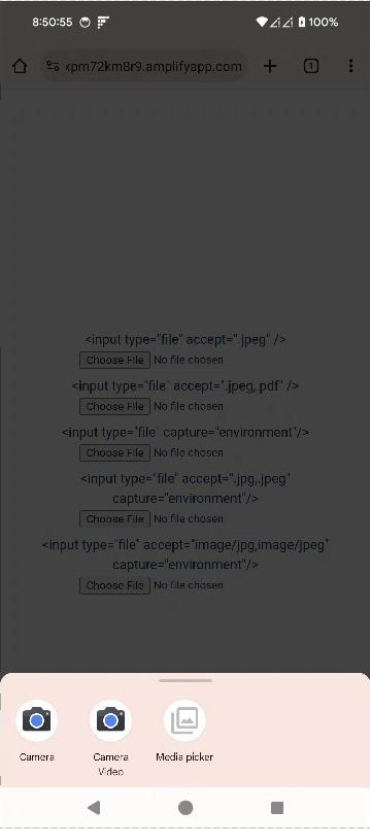 8:50:55 100%
xpm72km8r9.amplifyapp.com 1
<input type="file" accept=".jpeg" />
Choose File No file chosen
<input type="file" accept=".jpeg,.pdf" />
Choose File No file chosen
<input type="file" capture="environment"/>
Choose File No file chosen
<input type="file" accept=".jpg,.jpeg"
capture="environment"/>
Choose File No file chosen
<input type="file" accept="image/jpg,image/jpeg"
capture="environment"/>
Choose File No file chosen
Camera
Camera
Video
Media picker